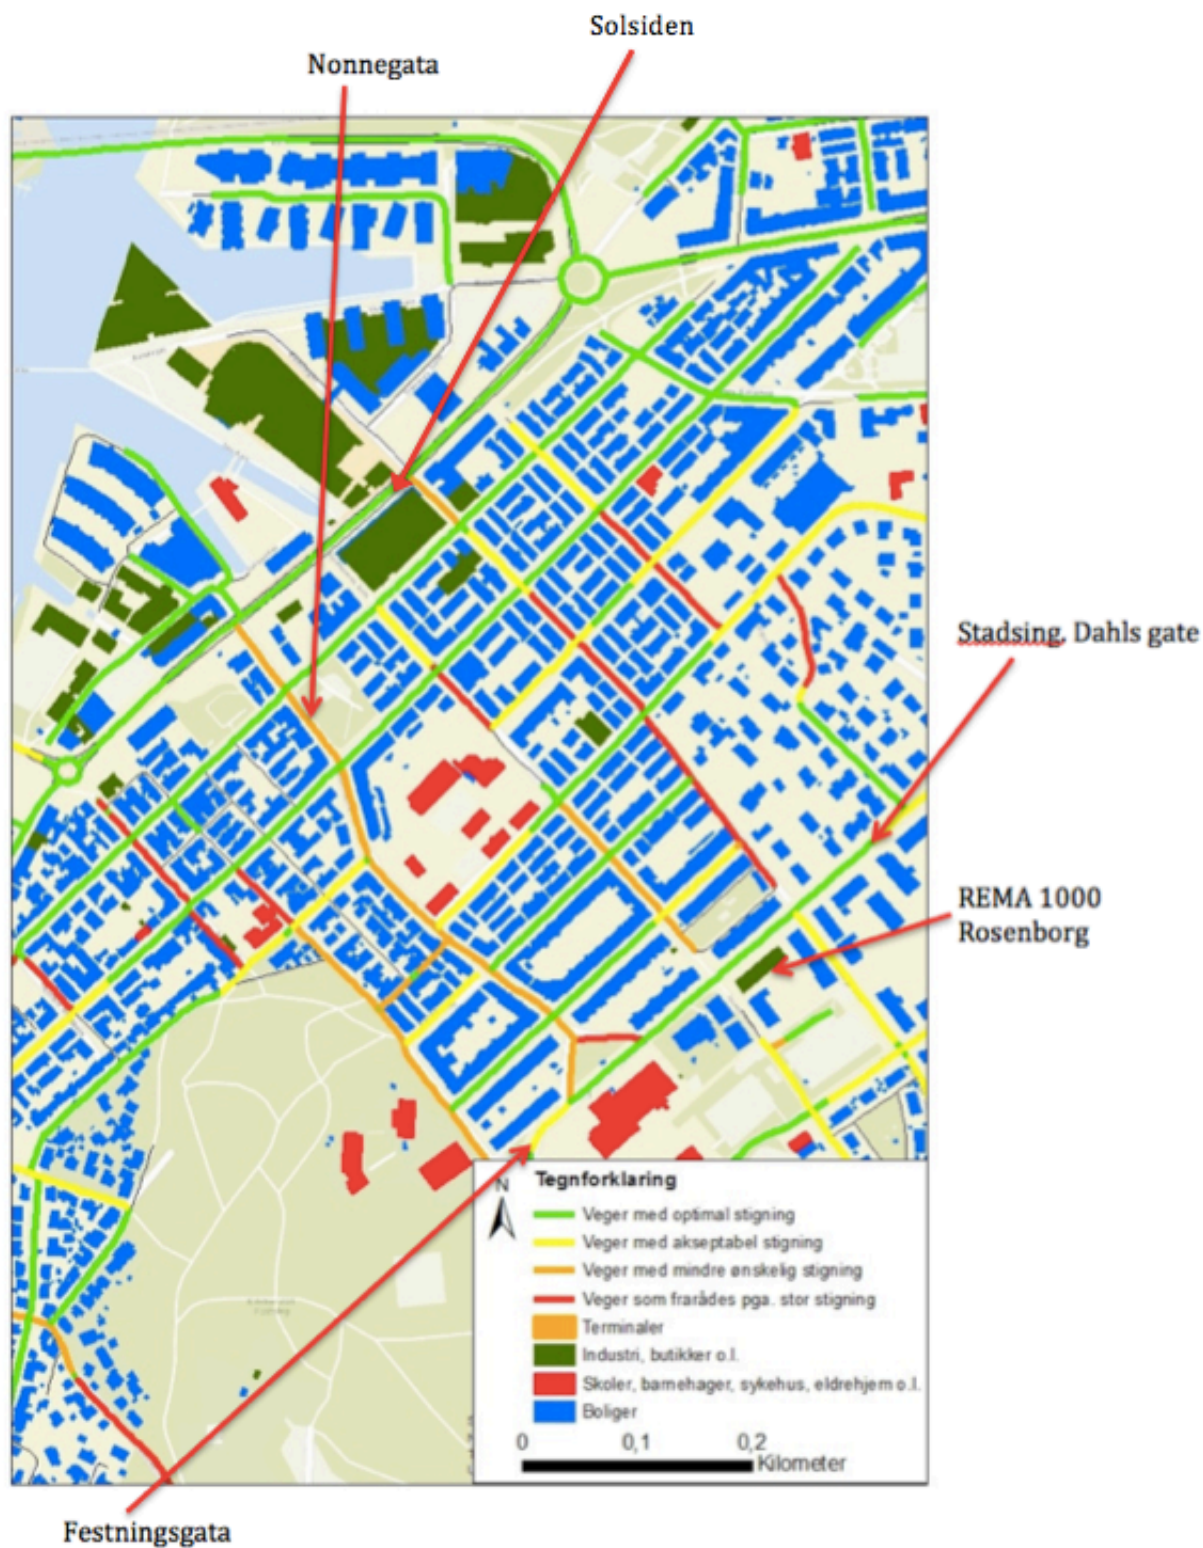 Solsiden
Nonnegata
Stadsing. Dahls gate
REMA 1000
Rosenborg
N
Tegnforklaring
Veger med optimal stigning
Veger med akseptabel stigning
Veger med mindre ønskelig stigning
Veger som frarådes pga. stor stigning
Terminaler
Industri, butikker o.l.
Skoler, barnehager, sykehus, eldrehjem o.l.
Boliger
0 0,1 0,2
Kilometer
Festningsgata